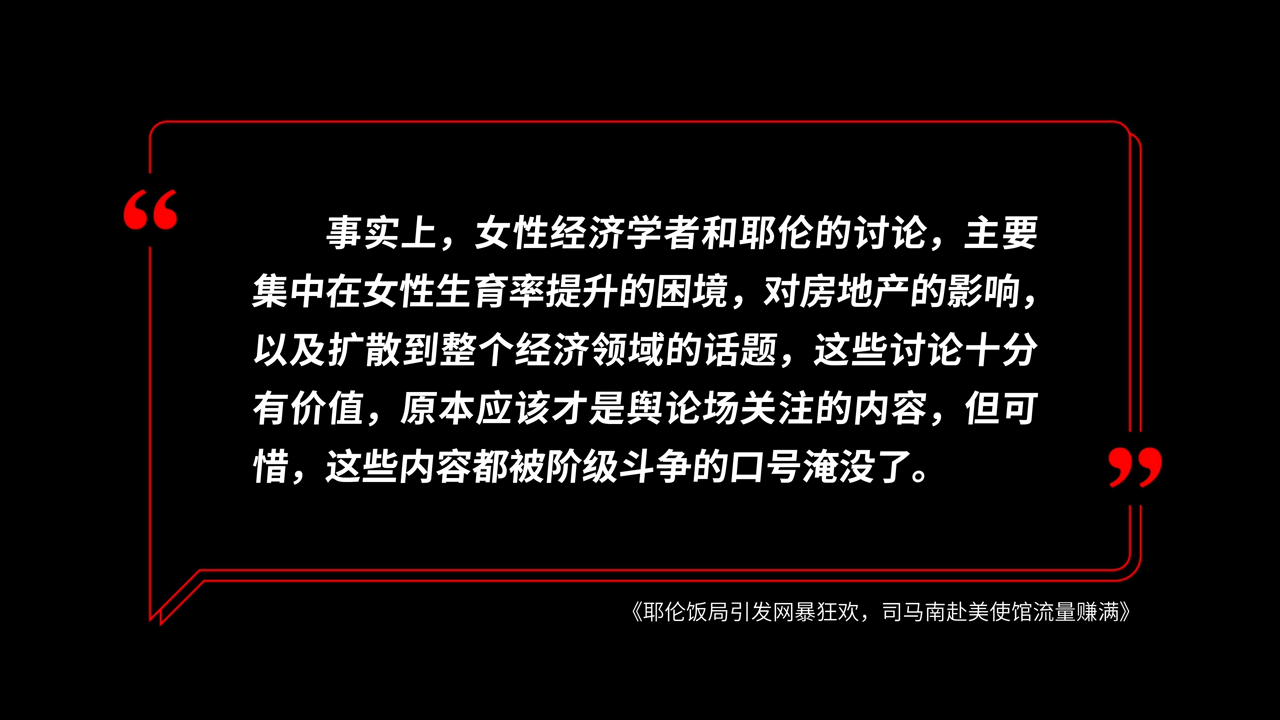 事实上，女性经济学者和耶伦的讨论，主要
集中在女性生育率提升的困境，对房地产的影响，
以及扩散到整个经济领域的话题，这些讨论十分
有价值，原本应该才是舆论场关注的内容，但可
惜，这些内容都被阶级斗争的口号淹没了。
《耶伦饭局引发网暴狂欢，司马南赴美使馆流量赚满》